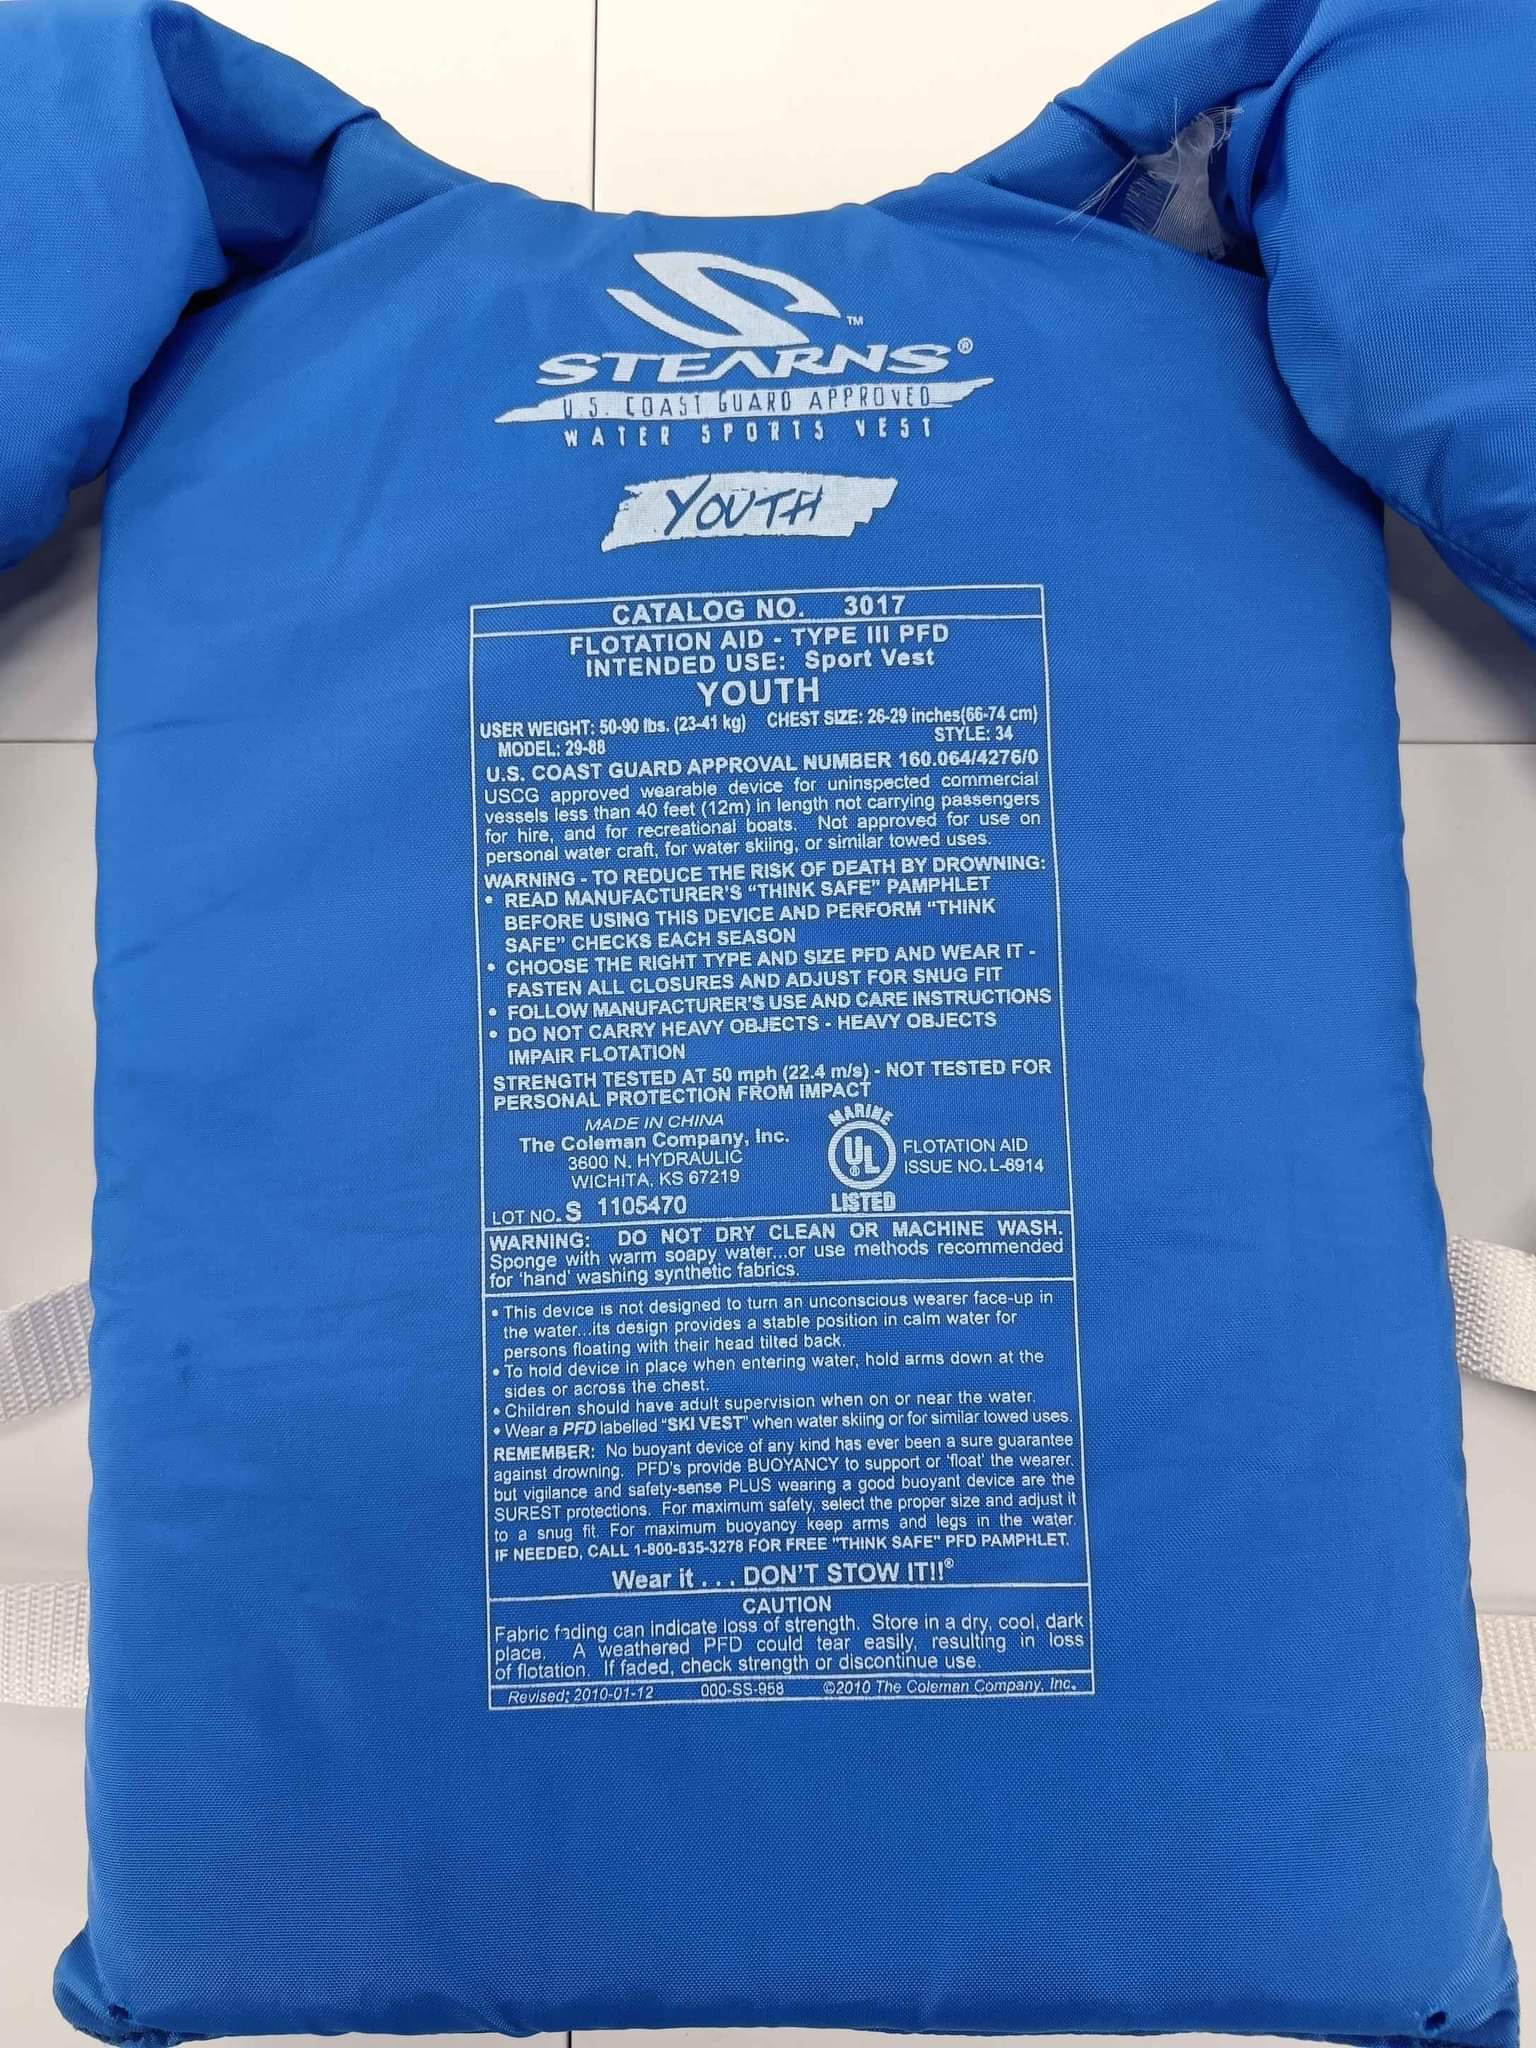 ™
STEARNS®
U.S. COAST GUARD APPROVED
WATER SPORTS VEST
YOUTH
CATALOG NO. 3017
FLOTATION AID - TYPE III PFD
INTENDED USE: Sport Vest
YOUTH
USER WEIGHT: 50-90 lbs. (23-41 kg) CHEST SIZE: 26-29 inches(66-74 cm)
MODEL: 29-88 STYLE: 34
U.S. COAST GUARD APPROVAL NUMBER 160.064/4276/0
USCG approved wearable device for uninspected commercial
vessels less than 40 feet (12m) in length not carrying passengers
for hire, and for recreational boats. Not approved for use on
personal water craft, for water skiing, or similar towed uses.
WARNING - TO REDUCE THE RISK OF DEATH BY DROWNING:
• READ MANUFACTURER'S "THINK SAFE" PAMPHLET
BEFORE USING THIS DEVICE AND PERFORM "THINK
SAFE" CHECKS EACH SEASON
• CHOOSE THE RIGHT TYPE AND SIZE PFD AND WEAR IT -
FASTEN ALL CLOSURES AND ADJUST FOR SNUG FIT
• FOLLOW MANUFACTURER'S USE AND CARE INSTRUCTIONS
• DO NOT CARRY HEAVY OBJECTS - HEAVY OBJECTS
IMPAIR FLOTATION
STRENGTH TESTED AT 50 mph (22.4 m/s) - NOT TESTED FOR
PERSONAL PROTECTION FROM IMPACT
MADE IN CHINA
The Coleman Company, Inc.
3600 N. HYDRAULIC
WICHITA, KS 67219
LOT NO. S 1105470
MARINE
UL®
LISTED
FLOTATION AID
ISSUE NO. L-6914
WARNING: DO NOT DRY CLEAN OR MACHINE WASH.
Sponge with warm soapy water...or use methods recommended
for 'hand' washing synthetic fabrics.
• This device is not designed to turn an unconscious wearer face-up in
the water...its design provides a stable position in calm water for
persons floating with their head tilted back.
• To hold device in place when entering water, hold arms down at the
sides or across the chest.
• Children should have adult supervision when on or near the water.
• Wear a PFD labelled "SKI VEST" when water skiing or for similar towed uses.
REMEMBER: No buoyant device of any kind has ever been a sure guarantee
against drowning. PFD's provide BUOYANCY to support or 'float' the wearer,
but vigilance and safety-sense PLUS wearing a good buoyant device are the
SUREST protections. For maximum safety, select the proper size and adjust it
to a snug fit. For maximum buoyancy keep arms and legs in the water.
IF NEEDED, CALL 1-800-835-3278 FOR FREE "THINK SAFE" PFD PAMPHLET.
Wear it . . . DON'T STOW IT!!®
CAUTION
Fabric fading can indicate loss of strength. Store in a dry, cool, dark
place. A weathered PFD could tear easily, resulting in loss
of flotation. If faded, check strength or discontinue use.
Revised: 2010-01-12 000-SS-958 ©2010 The Coleman Company, Inc.